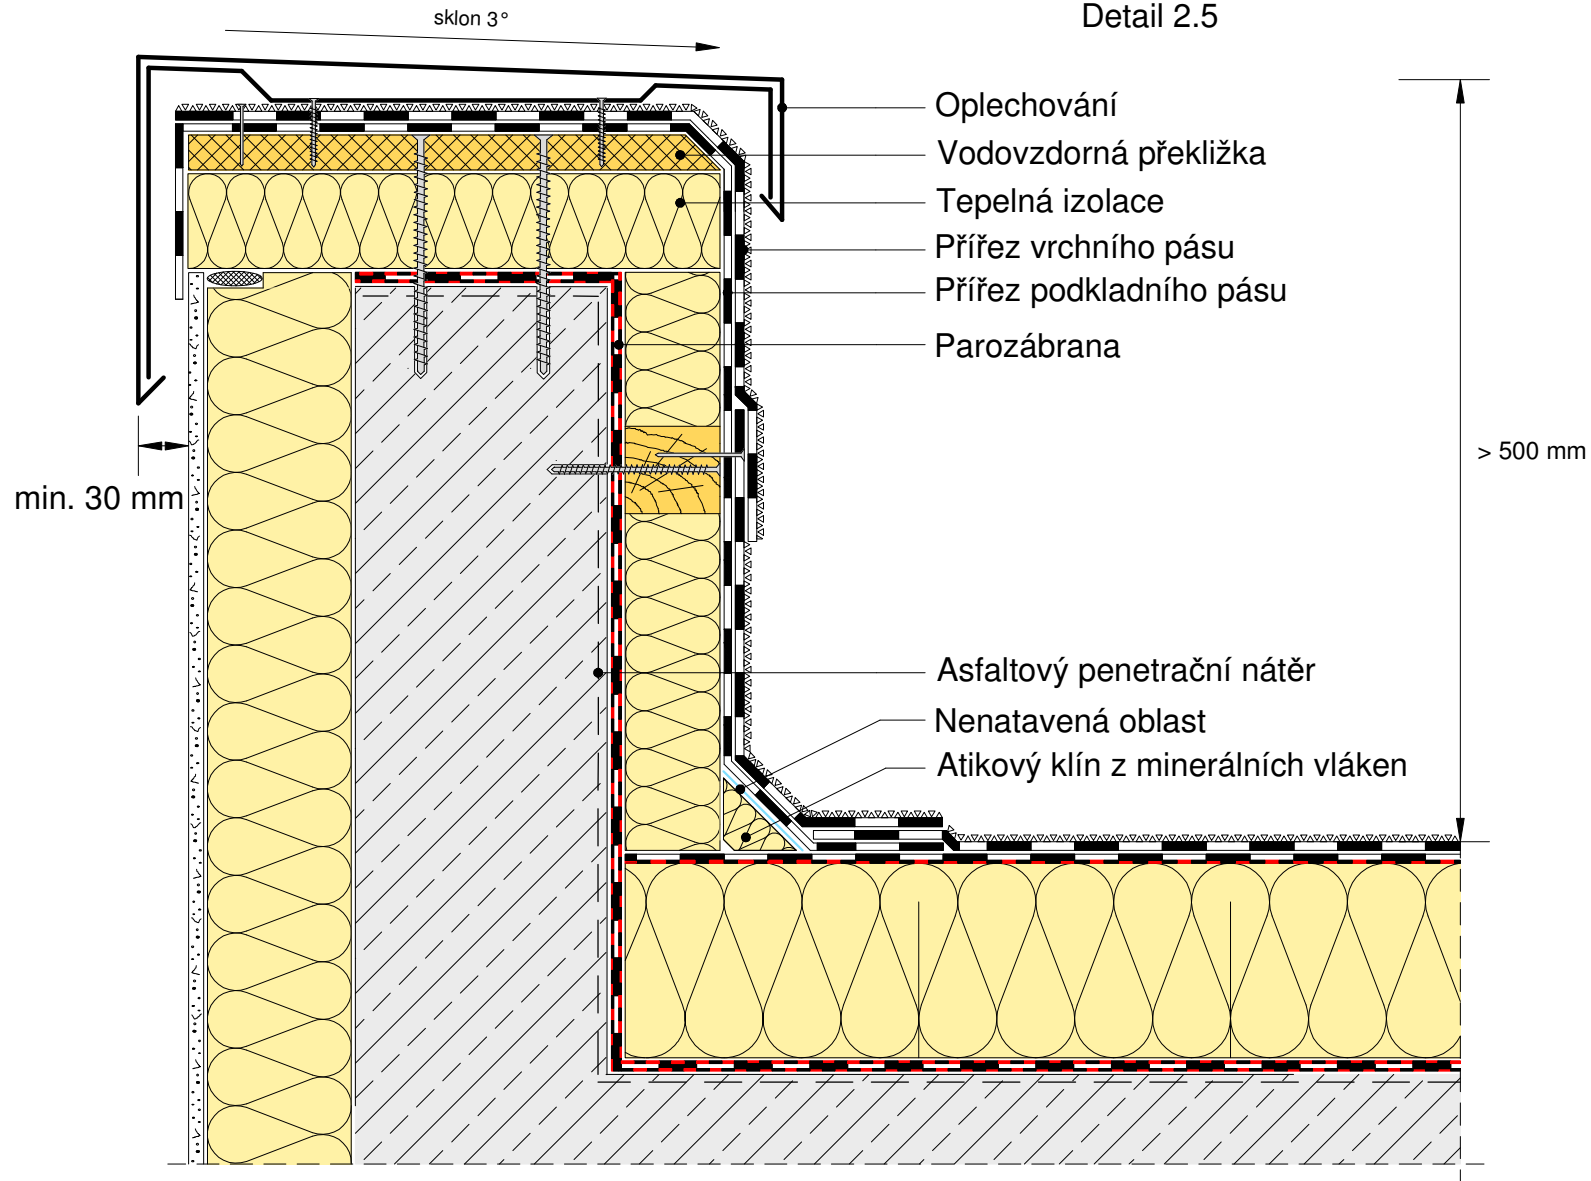 sklon 3°
Detail 2.5
Oplechování
Vodovzdorná překližka
Tepelná izolace
Přířez vrchního pásu
Přířez podkladního pásu
Parozábrana
> 500 mm
min. 30 mm
Asfaltový penetrační nátěr
Nenatavená oblast
Atikový klín z minerálních vláken